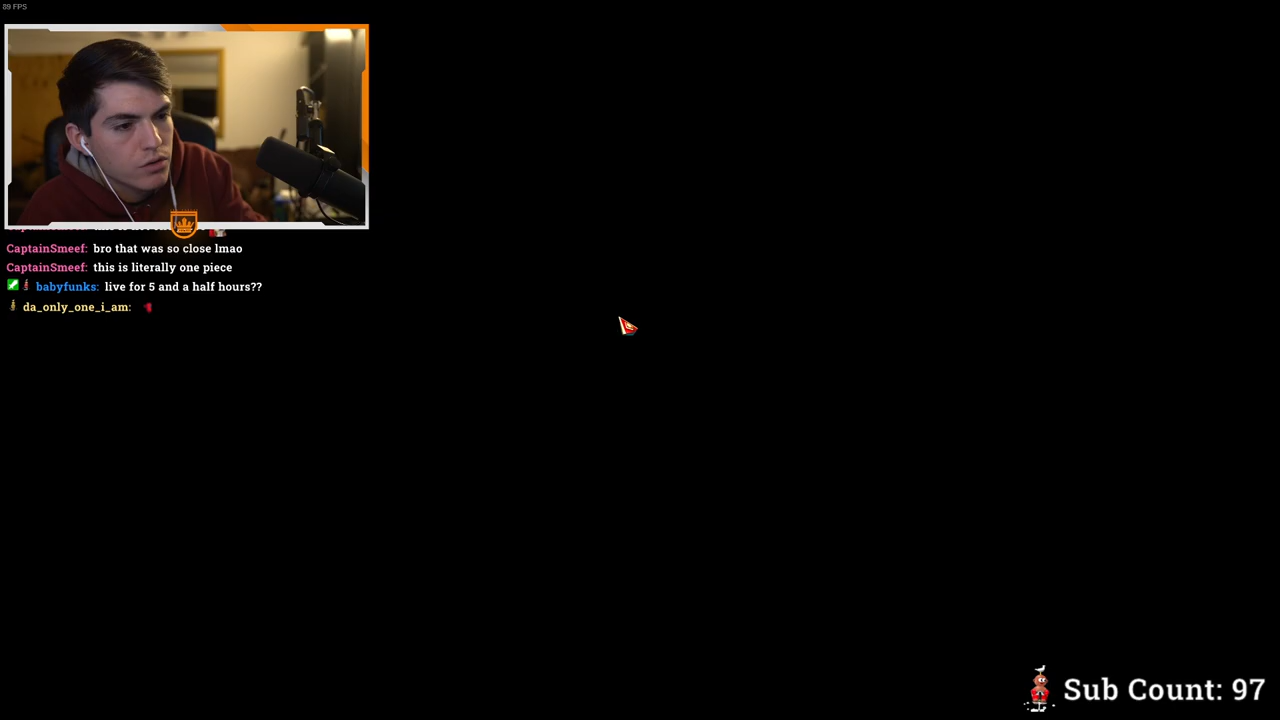 89 FPS
CaptainSmeef: bro that was so close lmao
CaptainSmeef: this is literally one piece
babyfunks: live for 5 and a half hours??
da_only_one_i_am:
Sub Count: 97